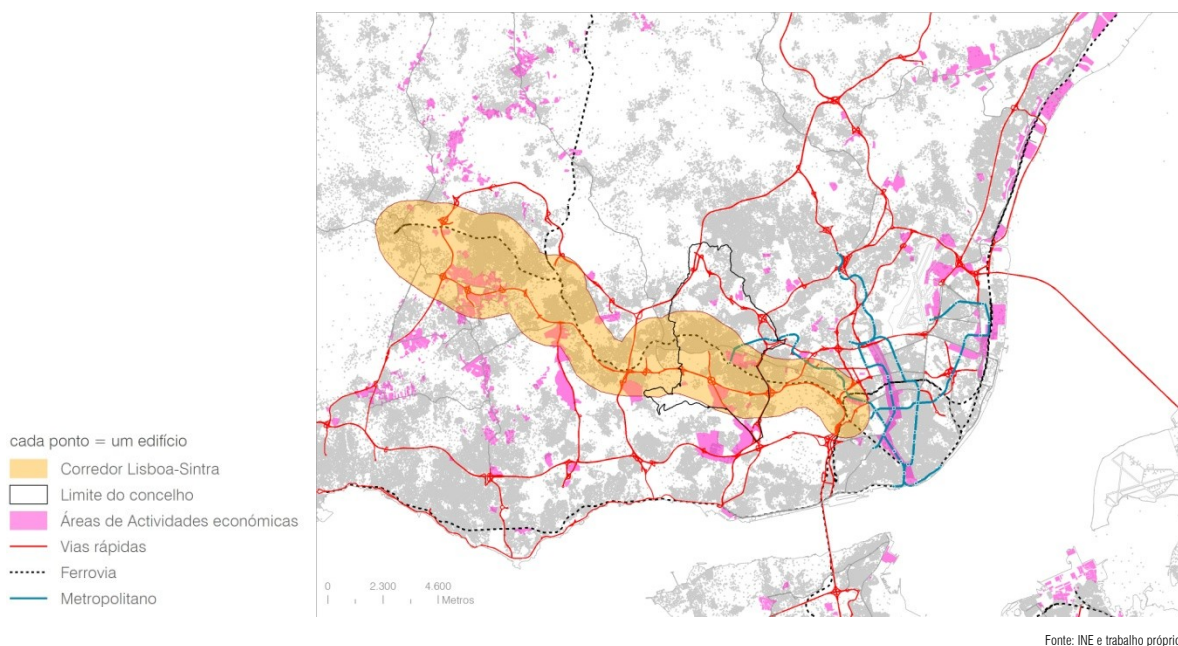 cada ponto = um edifício
Corredor Lisboa-Sintra
Limite do concelho
Áreas de Actividades económicas
Vias rápidas
Ferrovia
Metropolitano
0 2.300 4.600
Metros
Fonte: INE e trabalho próprio